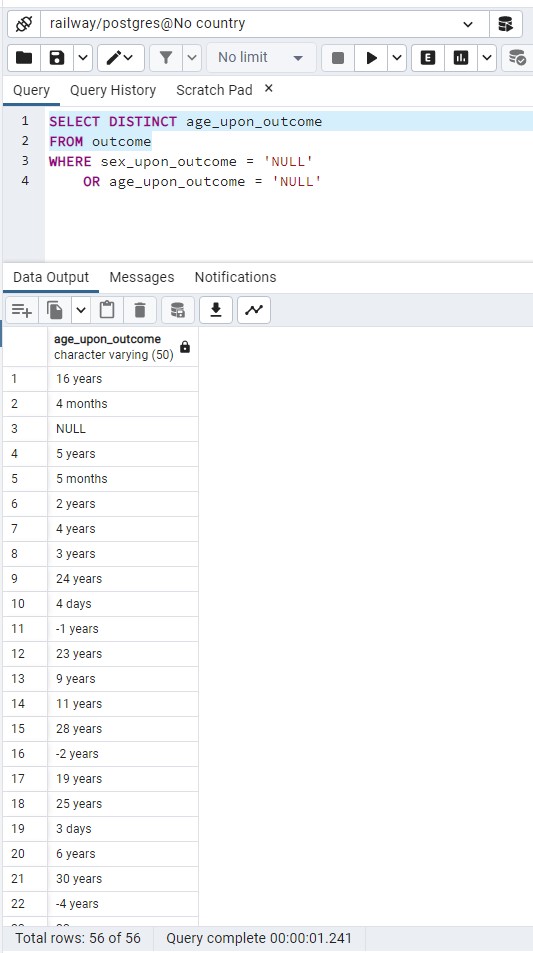 railway/postgres@No country
No limit
E
Query Query History Scratch Pad ×
1 SELECT DISTINCT age_upon_outcome
2 FROM outcome
3 WHERE sex_upon_outcome = 'NULL'
4 OR age_upon_outcome = 'NULL'
Data Output Messages Notifications
age_upon_outcome
character varying (50)
1 16 years
2 4 months
3 NULL
4 5 years
5 5 months
6 2 years
7 4 years
8 3 years
9 24 years
10 4 days
11 -1 years
12 23 years
13 9 years
14 11 years
15 28 years
16 -2 years
17 19 years
18 25 years
19 3 days
20 6 years
21 30 years
22 -4 years
Total rows: 56 of 56 Query complete 00:00:01.241